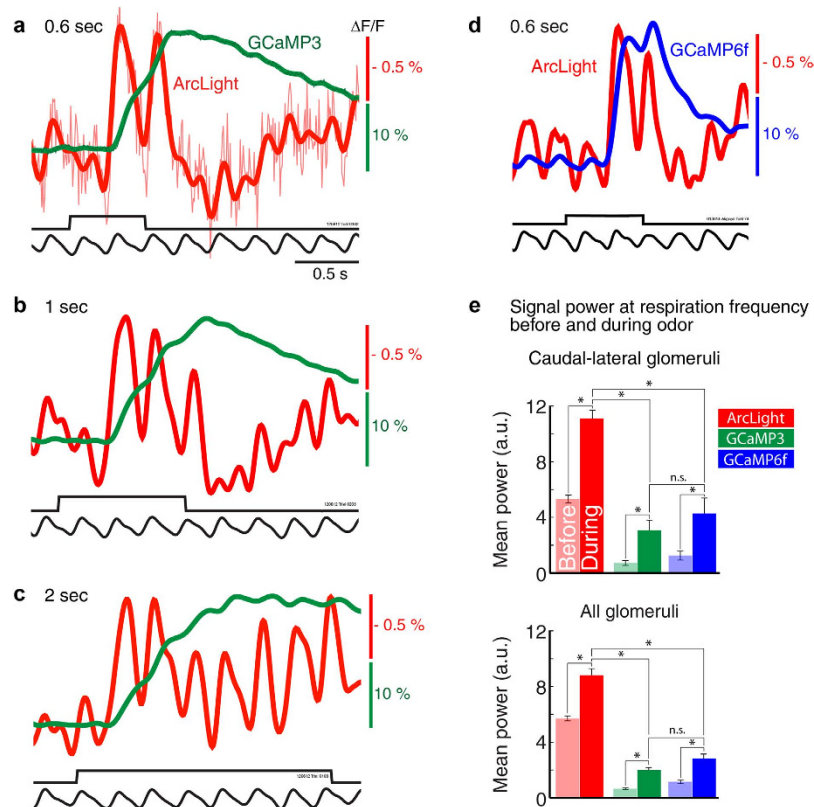 a 0.6 sec
ΔF/F
GCaMP3
ArcLight
- 0.5 %
10 %
0.5 s
b 1 sec
- 0.5 %
10 %
c 2 sec
- 0.5 %
10 %
d 0.6 sec
GCaMP6f
ArcLight
- 0.5 %
10 %
e Signal power at respiration frequency
before and during odor
Caudal-lateral glomeruli
Mean power (a.u.)
12
8
4
0
Before
During
*
*
*
*
n.s.
*
ArcLight
GCaMP3
GCaMP6f
All glomeruli
Mean power (a.u.)
12
9
6
3
0
*
*
*
*
n.s.
*